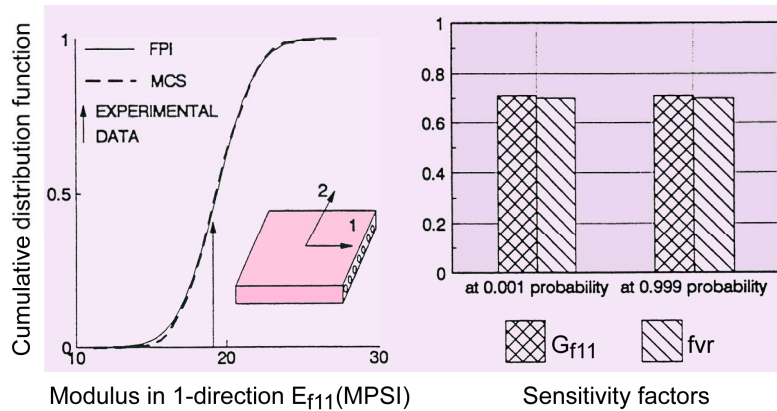 Cumulative distribution function
1
0.5
0
10
20
30
FPI
MCS
EXPERIMENTAL
DATA
2
1
Modulus in 1-direction Ef11(MPSI)
1
0.8
0.6
0.4
0.2
0
at 0.001 probability
at 0.999 probability
Gf11
fvr
Sensitivity factors